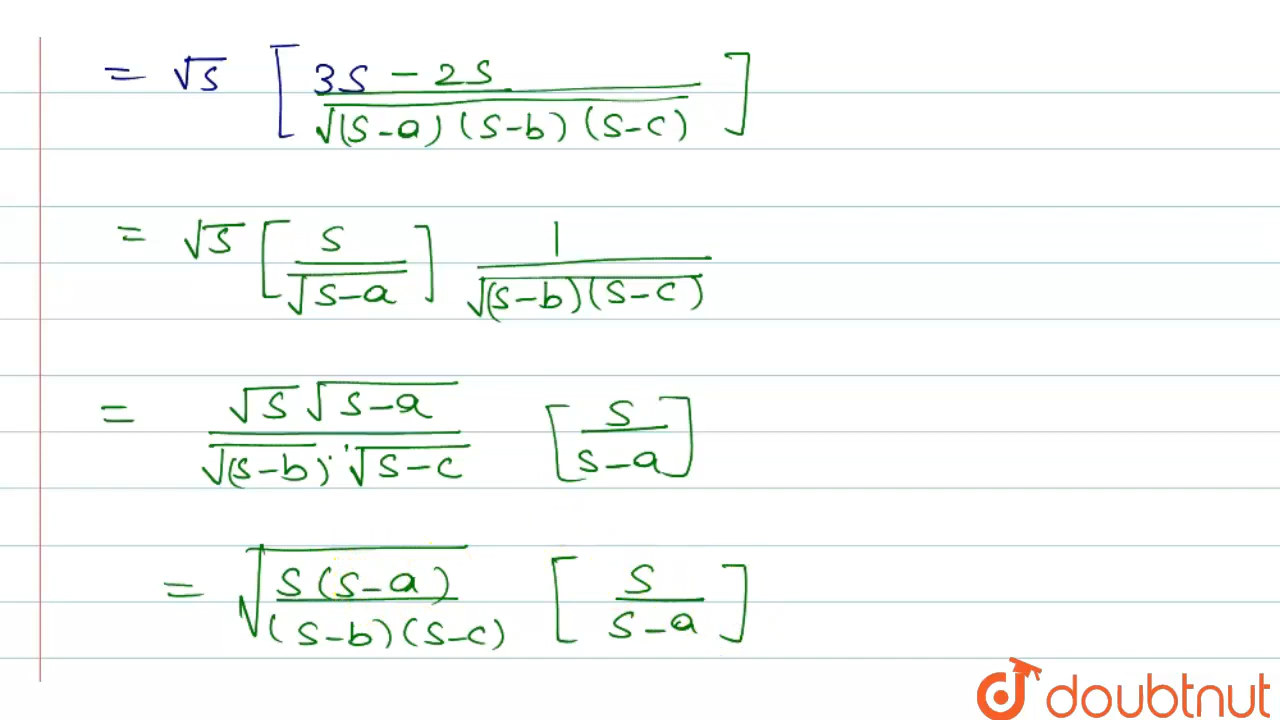 = √s [ (3s - 2s) / √((s-a)(s-b)(s-c)) ]
= √s [ s / √(s-a) ] 1 / √((s-b)(s-c))
= (√s √(s-a)) / (√(s-b) · √(s-c)) [ s / (s-a) ]
= √( s(s-a) / ((s-b)(s-c)) ) [ s / (s-a) ]
doubtnut